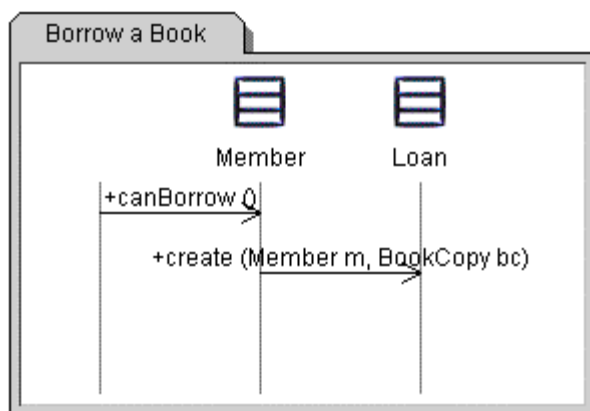 Borrow a Book
Member
Loan
+canBorrow ()
+create (Member m, BookCopy bc)